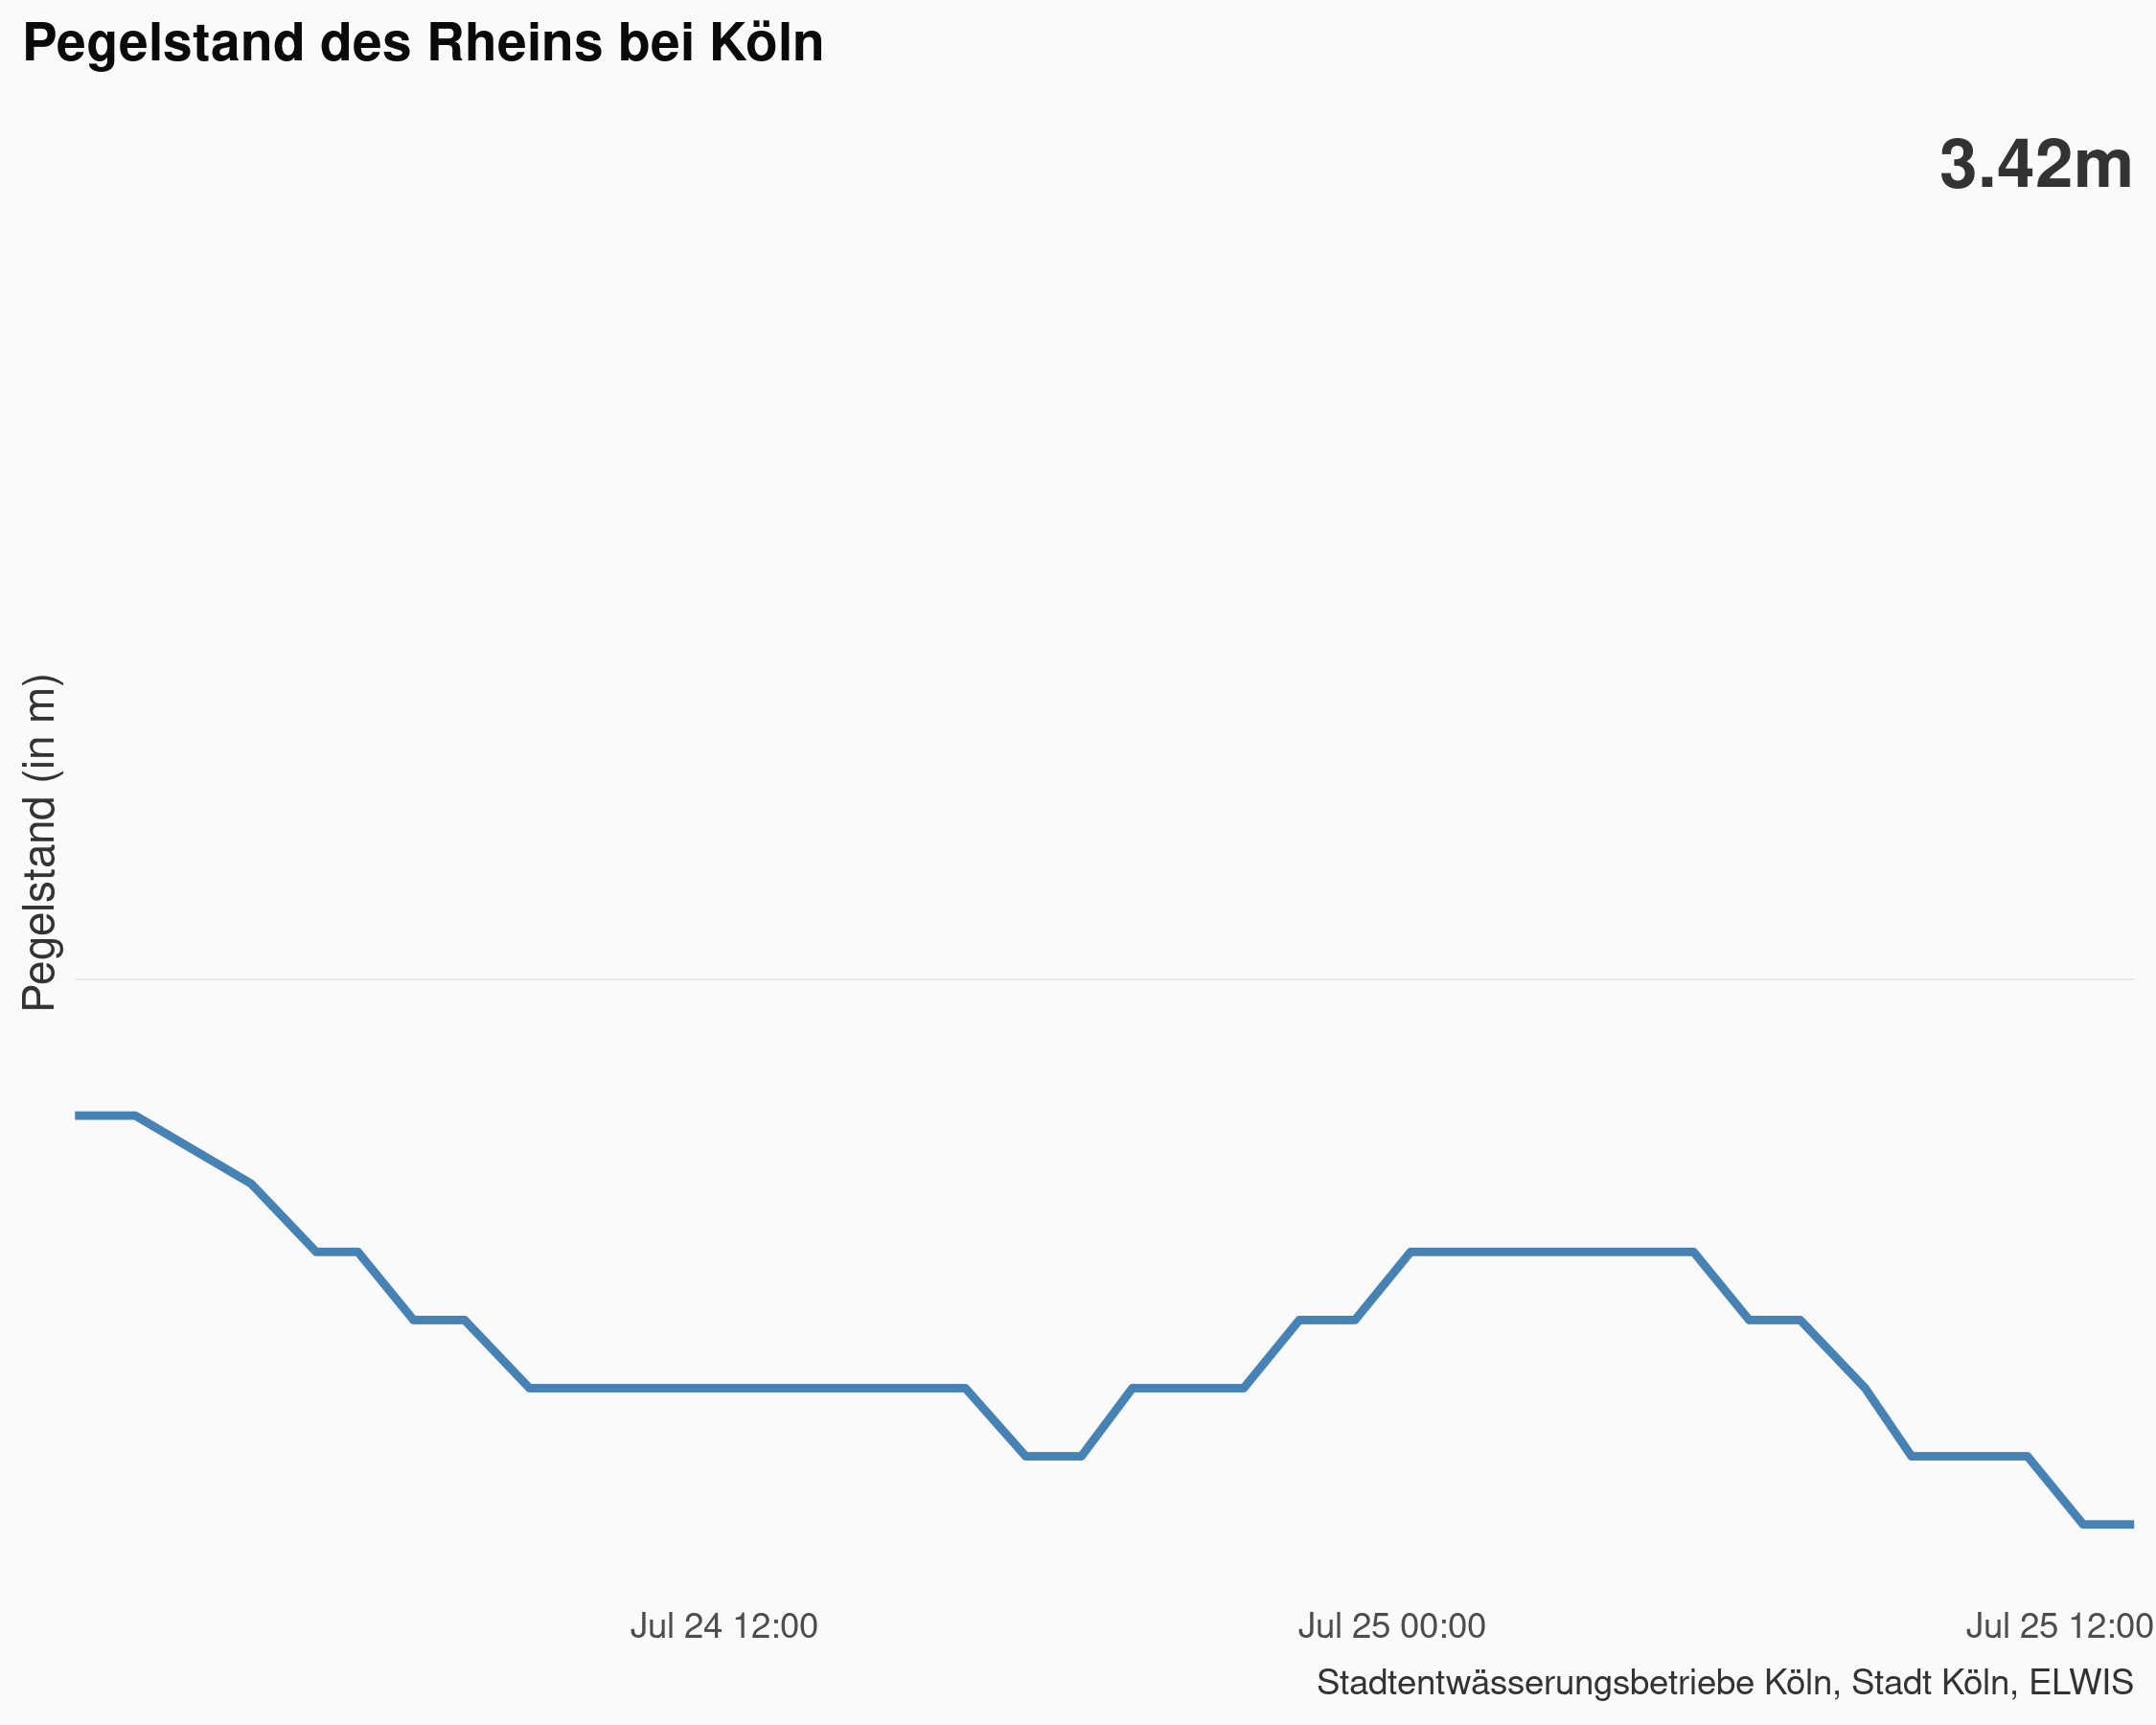 Pegelstand des Rheins bei Köln
3.42m
Pegelstand (in m)
Jul 24 12:00
Jul 25 00:00
Jul 25 12:00
Stadtentwässerungsbetriebe Köln, Stadt Köln, ELWIS